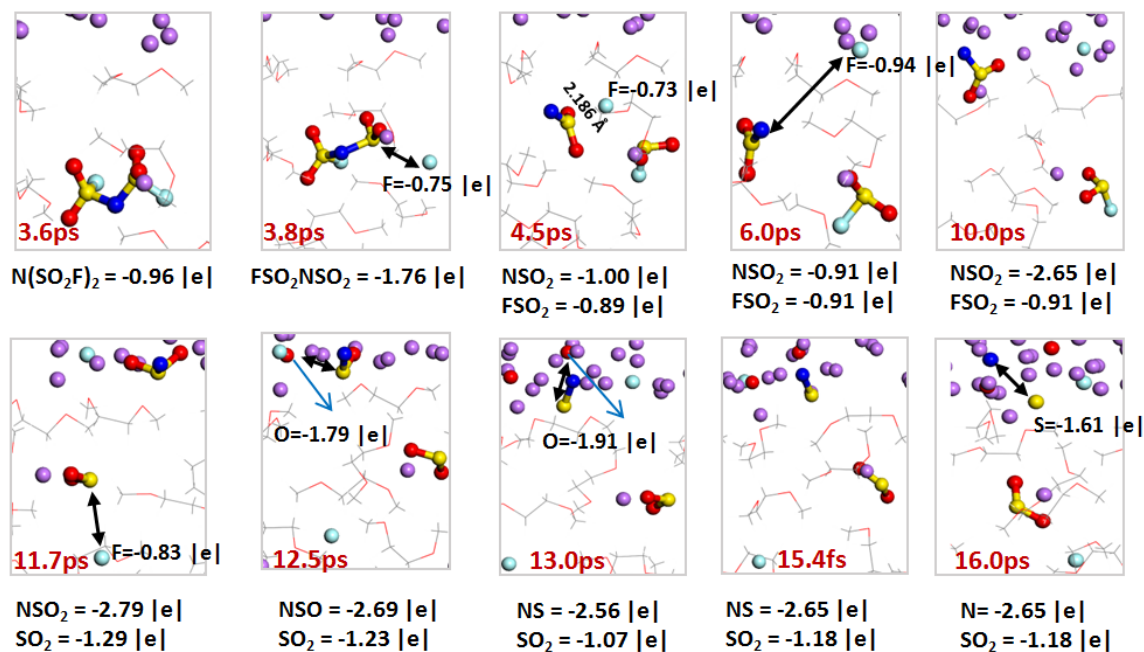 F=-0.75 |e|
2.186 Å
F=-0.73 |e|
F=-0.94 |e|
3.6ps
3.8ps
4.5ps
6.0ps
10.0ps
N(SO₂F)₂ = -0.96 |e|
FSO₂NSO₂ = -1.76 |e|
NSO₂ = -1.00 |e|
FSO₂ = -0.89 |e|
NSO₂ = -0.91 |e|
FSO₂ = -0.91 |e|
NSO₂ = -2.65 |e|
FSO₂ = -0.91 |e|
F=-0.83 |e|
O=-1.79 |e|
O=-1.91 |e|
S=-1.61 |e|
11.7ps
12.5ps
13.0ps
15.4fs
16.0ps
NSO₂ = -2.79 |e|
SO₂ = -1.29 |e|
NSO = -2.69 |e|
SO₂ = -1.23 |e|
NS = -2.56 |e|
SO₂ = -1.07 |e|
NS = -2.65 |e|
SO₂ = -1.18 |e|
N= -2.65 |e|
SO₂ = -1.18 |e|